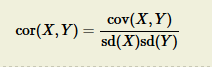 cor(X, Y) = cov(X, Y) / sd(X)sd(Y)